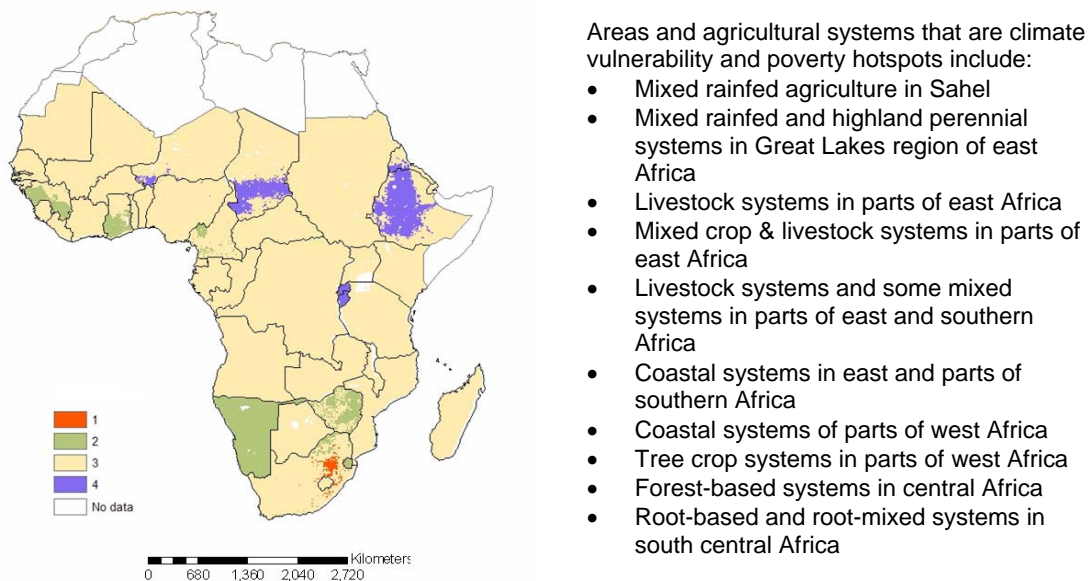 Areas and agricultural systems that are climate
vulnerability and poverty hotspots include:
• Mixed rainfed agriculture in Sahel
• Mixed rainfed and highland perennial
systems in Great Lakes region of east
Africa
• Livestock systems in parts of east Africa
• Mixed crop & livestock systems in parts of
east Africa
• Livestock systems and some mixed
systems in parts of east and southern
Africa
• Coastal systems in east and parts of
southern Africa
• Coastal systems of parts of west Africa
• Tree crop systems in parts of west Africa
• Forest-based systems in central Africa
• Root-based and root-mixed systems in
south central Africa
1
2
3
4
No data
Kilometers
0 680 1,360 2,040 2,720